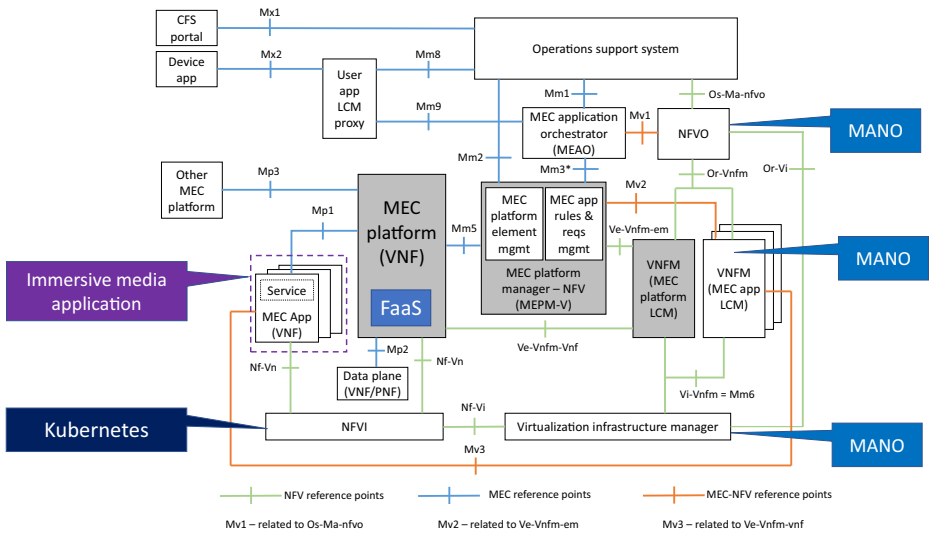 CFS
portal
Mx1
Operations support system
Device
app
Mx2
User
app
LCM
proxy
Mm8
Mm9
Mm1
Os-Ma-nfvo
MEC application
orchestrator
(MEAO)
Mv1
NFVO
MANO
Mm2
Mm3*
Or-Vnfm
Or-Vi
Other
MEC
platform
Mp3
Mp1
MEC
platform
(VNF)
FaaS
Mm5
MEC
platform
element
mgmt
MEC app
rules &
reqs
mgmt
MEC platform
manager – NFV
(MEPM-V)
Mv2
Ve-Vnfm-em
VNFM
(MEC
platform
LCM)
VNFM
(MEC app
LCM)
MANO
Immersive media
application
Service
MEC App
(VNF)
Ve-Vnfm-Vnf
Nf-Vn
Mp2
Nf-Vn
Data plane
(VNF/PNF)
Vi-Vnfm = Mm6
Kubernetes
NFVI
Nf-Vi
Virtualization infrastructure manager
MANO
Mv3
NFV reference points
MEC reference points
MEC-NFV reference points
Mv1 – related to Os-Ma-nfvo
Mv2 – related to Ve-Vnfm-em
Mv3 – related to Ve-Vnfm-vnf